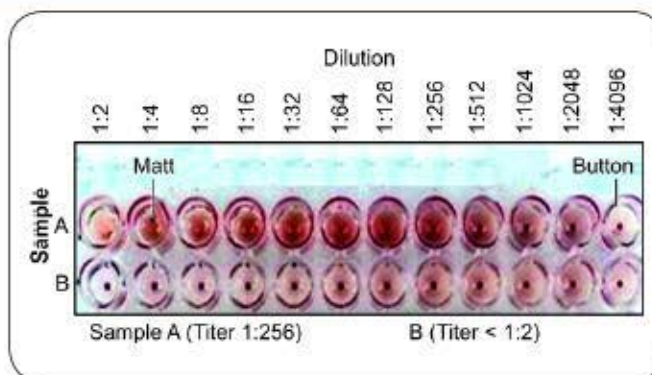 Dilution
1:2 1:4 1:8 1:16 1:32 1:64 1:128 1:256 1:512 1:1024 1:2048 1:4096
Matt Button
Sample
A
B
Sample A (Titer 1:256) B (Titer < 1:2)